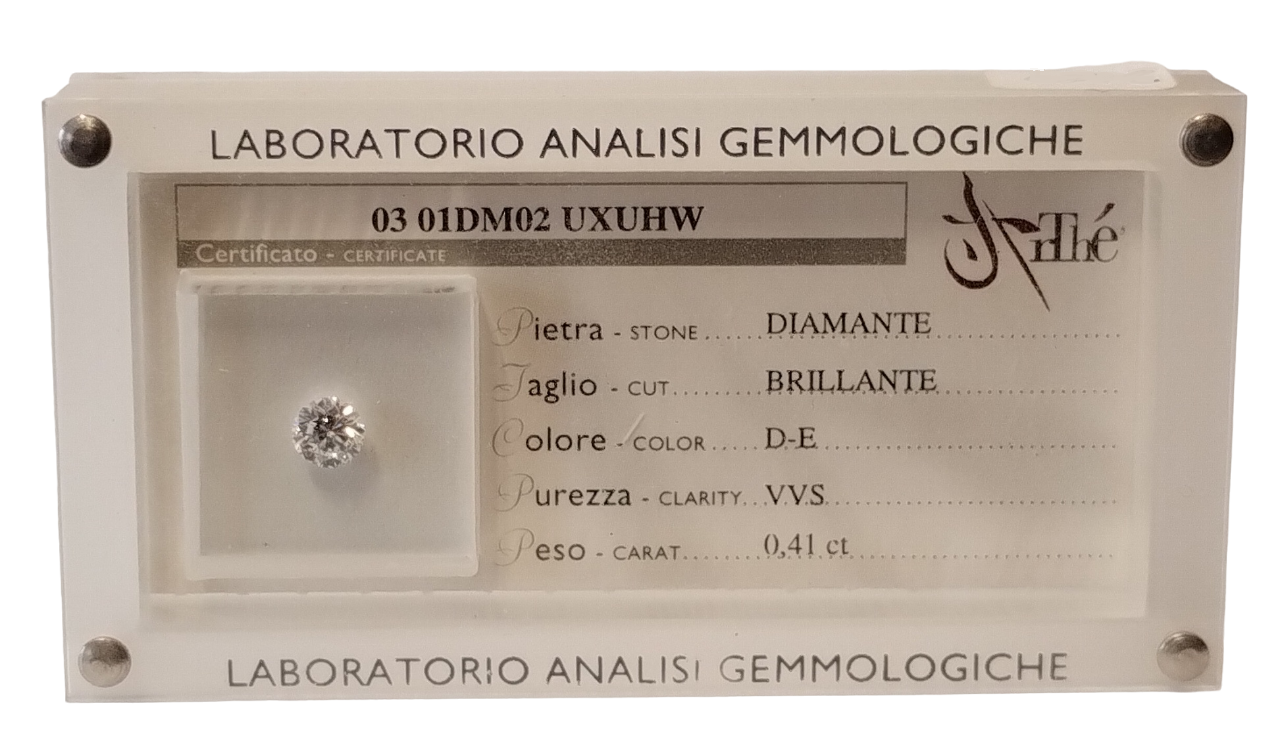 LABORATORIO ANALISI GEMMOLOGICHE
03 01DM02 UXUHW
Certificato - CERTIFICATE
ArThé
Pietra - STONE ..... DIAMANTE
Taglio - CUT ..... BRILLANTE
Colore - COLOR ..... D-E
Purezza - CLARITY ... VVS
Peso - CARAT ..... 0,41 ct
LABORATORIO ANALISI GEMMOLOGICHE